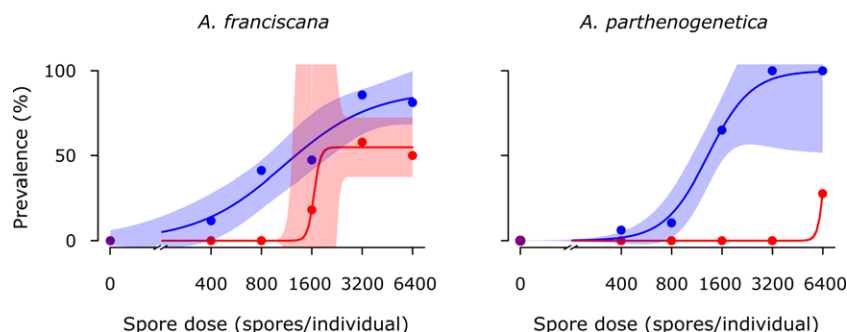 A. franciscana
A. parthenogenetica
Prevalence (%)
100
50
0
0 400 800 1600 3200 6400
0 400 800 1600 3200 6400
Spore dose (spores/individual)
Spore dose (spores/individual)